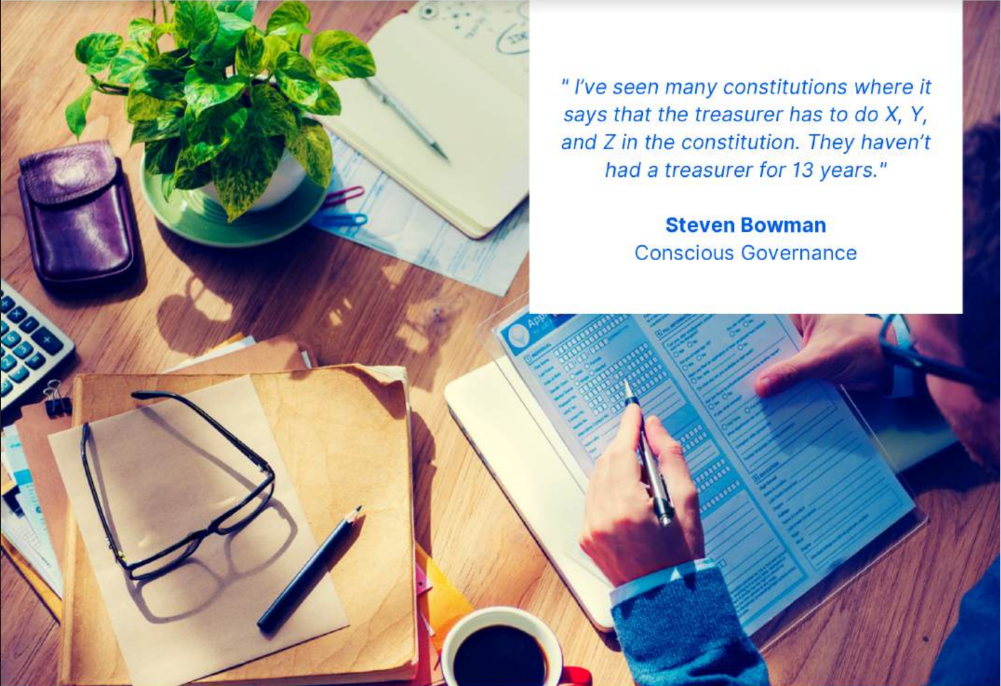 " I've seen many constitutions where it
says that the treasurer has to do X, Y,
and Z in the constitution. They haven't
had a treasurer for 13 years."
Steven Bowman
Conscious Governance